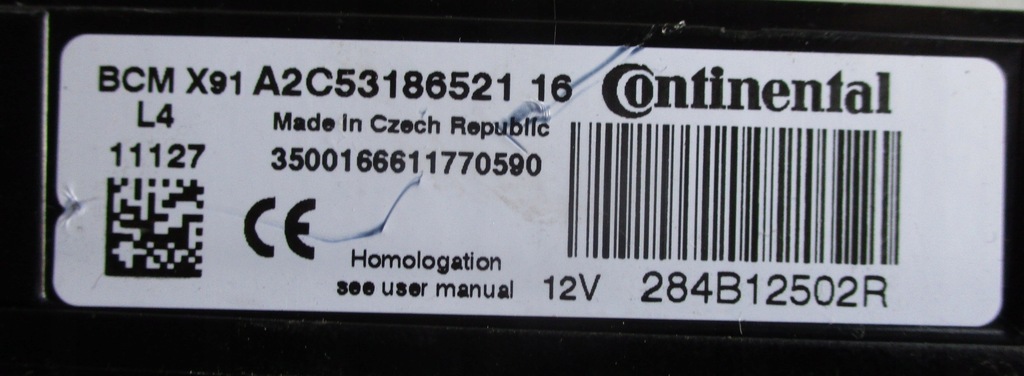 BCM X91 A2C53186521 16
L4
Made in Czech Republic
11127
3500166611770590
CE
Homologation
see user manual
Continental
12V 284B12502R